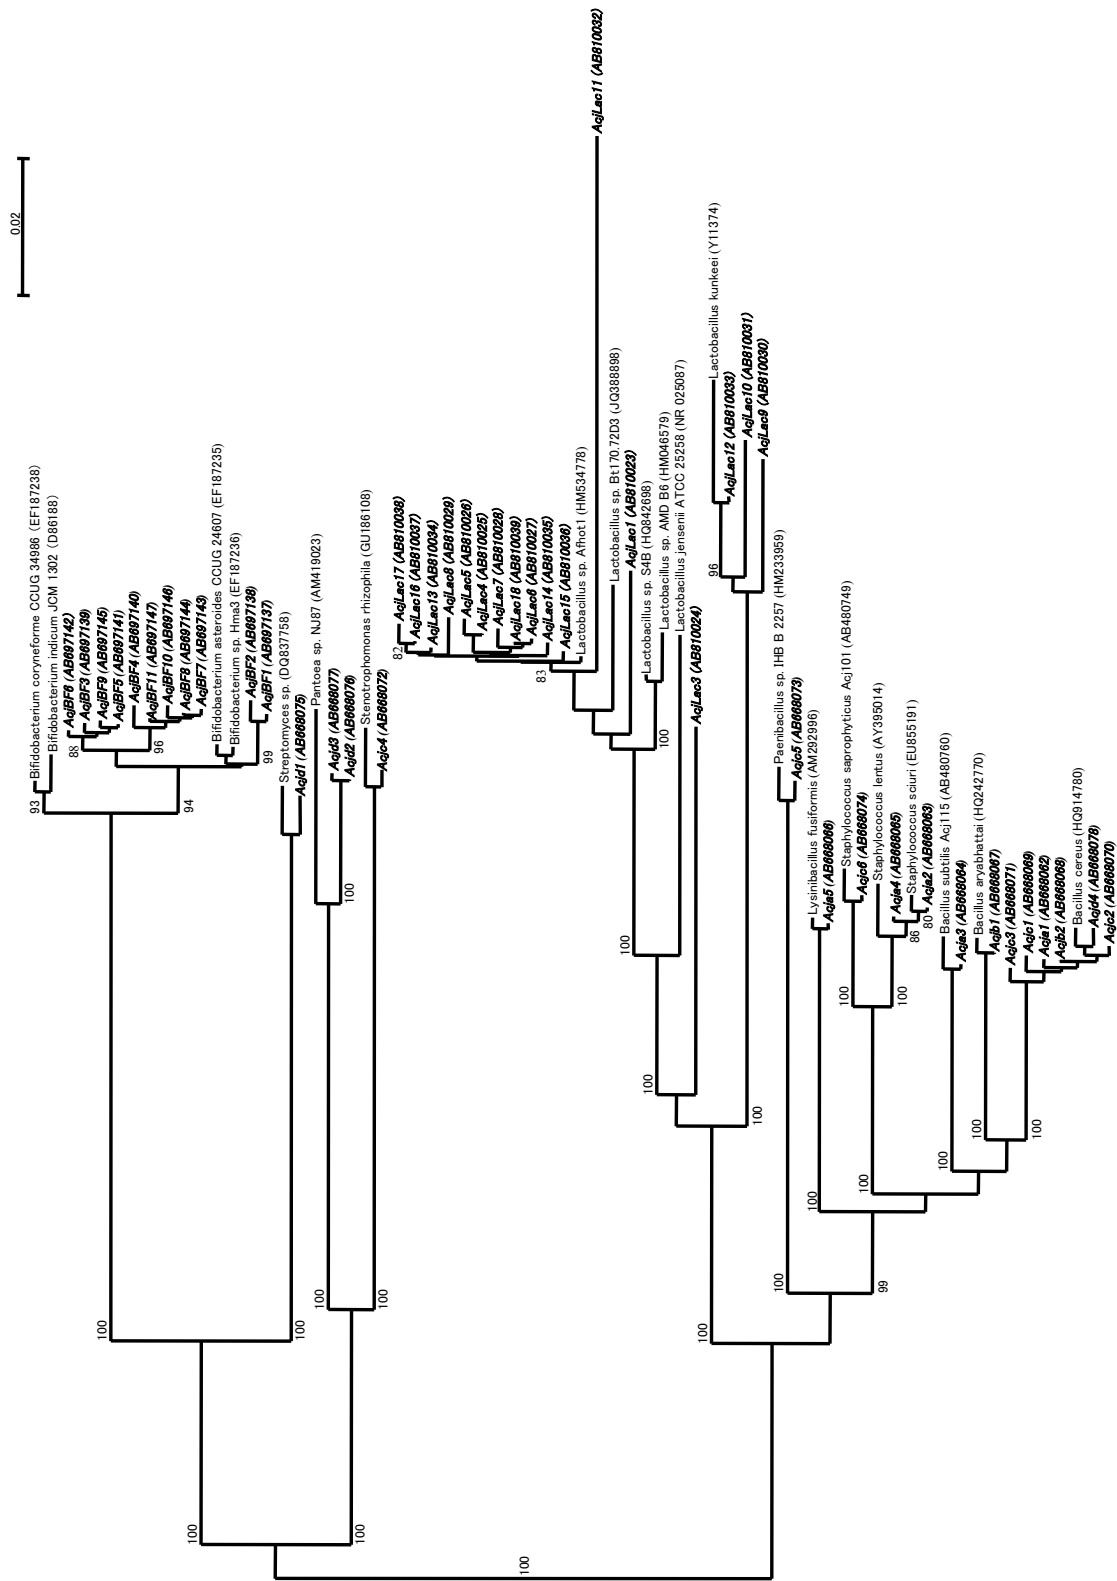 0.02
Bifidobacterium coryneforme CCUG 34986 (EF187238)
93
Bifidobacterium indicum JCM 1302 (D86188)
AcjBF6 (AB697142)
88
AcjBF3 (AB697139)
AcjBF9 (AB697145)
AcjBF5 (AB697141)
AcjBF4 (AB697140)
AcjBF11 (AB697147)
96
AcjBF10 (AB697146)
AcjBF8 (AB697144)
94
AcjBF7 (AB697143)
Bifidobacterium asteroides CCUG 24607 (EF187235)
Bifidobacterium sp. Hma3 (EF187236)
AcjBF2 (AB697138)
99
AcjBF1 (AB697137)
100
Streptomyces sp. (DQ837758)
100
Acjd1 (AB668075)
100
Pantoea sp. NJ87 (AM419023)
100
Acjd3 (AB668077)
100
Acjd2 (AB668076)
Stenotrophomonas rhizophila (GU186108)
100
Acjc4 (AB668072)
82
AcjLac17 (AB810038)
AcjLac16 (AB810037)
AcjLac13 (AB810034)
AcjLac8 (AB810029)
AcjLac5 (AB810026)
AcjLac4 (AB810025)
AcjLac7 (AB810028)
AcjLac18 (AB810039)
AcjLac6 (AB810027)
83
AcjLac14 (AB810035)
AcjLac15 (AB810036)
Lactobacillus sp. Afhot1 (HM534778)
AcjLac11 (AB810032)
Lactobacillus sp. Bt170.72D3 (JQ388898)
100
AcjLac1 (AB810023)
Lactobacillus sp. S4B (HQ842698)
100
Lactobacillus sp. AMD B6 (HM046579)
100
Lactobacillus jensenii ATCC 25258 (NR 025087)
AcjLac3 (AB810024)
Lactobacillus kunkeei (Y11374)
96
AcjLac12 (AB810033)
AcjLac10 (AB810031)
100
AcjLac9 (AB810030)
100
Paenibacillus sp. IHB B 2257 (HM233959)
100
Acjc5 (AB668073)
Lysinibacillus fusiformis (AM292996)
100
Acja5 (AB668066)
Staphylococcus saprophyticus Acj101 (AB480749)
100
Acjc6 (AB668074)
100
Staphylococcus lentus (AY395014)
99
100
Acja4 (AB668065)
86
Staphylococcus sciuri (EU855191)
80
Acja2 (AB668063)
Bacillus subtilis Acj115 (AB480760)
100
Acja3 (AB668064)
Bacillus aryabhattai (HQ242770)
100
Acjb1 (AB668067)
Acjc3 (AB668071)
100
Acjc1 (AB668069)
Acja1 (AB668062)
Acjb2 (AB668068)
Bacillus cereus (HQ914780)
Acjd4 (AB668078)
Acjc2 (AB668070)